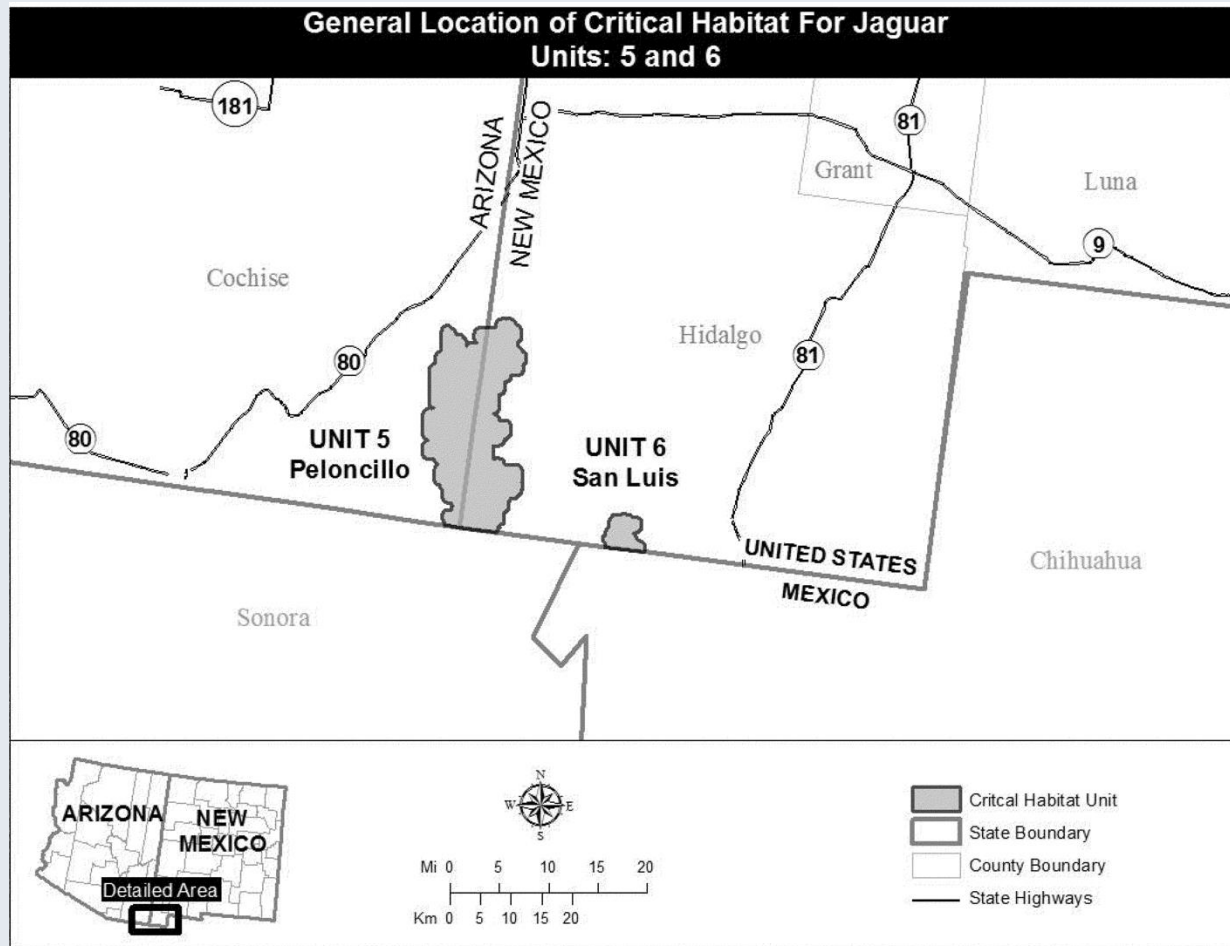 General Location of Critical Habitat For Jaguar
Units: 5 and 6
181
ARIZONA
NEW MEXICO
81
Grant
Luna
9
Cochise
Hidalgo
80
81
80
UNIT 5
Peloncillo
UNIT 6
San Luis
UNITED STATES
MEXICO
Chihuahua
Sonora
ARIZONA
NEW
MEXICO
Detailed Area
N
W E
S
Mi 0 5 10 15 20
Km 0 5 10 15 20
Critcal Habitat Unit
State Boundary
County Boundary
State Highways